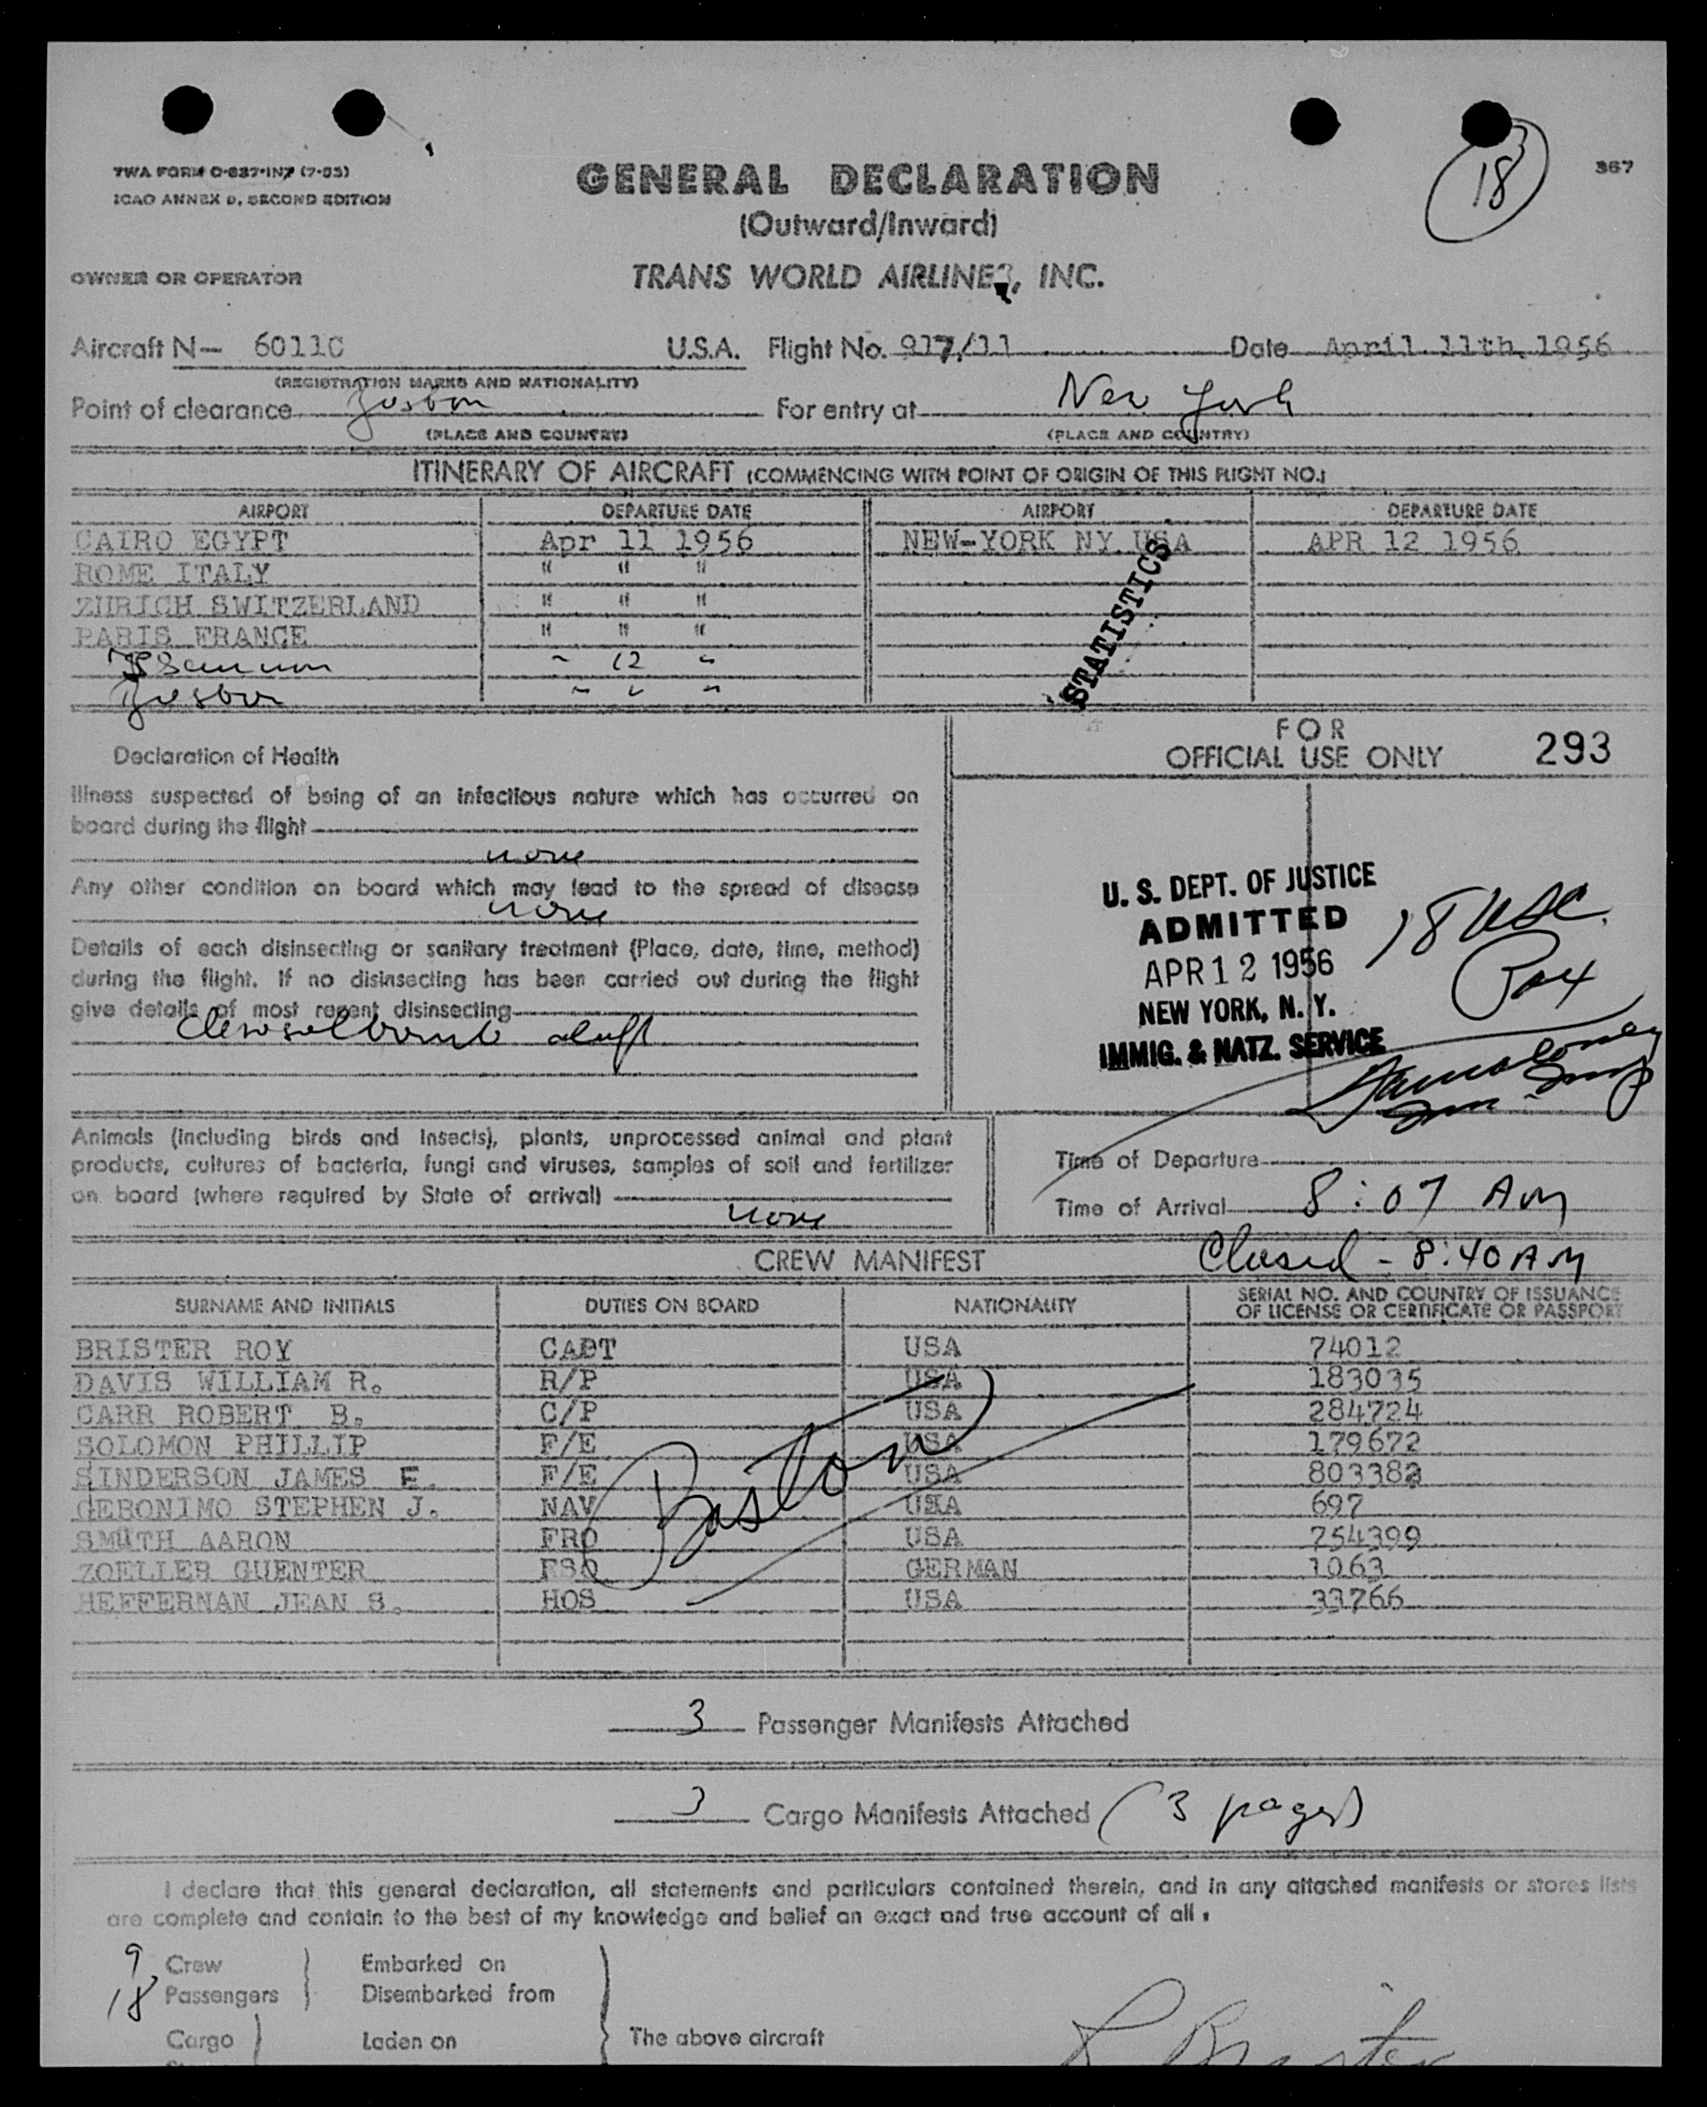 TWA FORM O-837-INT (7-53)
ICAO ANNEX 9, SECOND EDITION
GENERAL DECLARATION
(Outward/Inward)
18
367
OWNER OR OPERATOR
TRANS WORLD AIRLINES, INC.
Aircraft N— 6011C U.S.A. Flight No. 917/11 Date April 11th, 1956
(REGISTRATION MARKS AND NATIONALITY)
Point of clearance Boston For entry at New York
(PLACE AND COUNTRY) (PLACE AND COUNTRY)
ITINERARY OF AIRCRAFT (COMMENCING WITH POINT OF ORIGIN OF THIS FLIGHT NO.)
AIRPORT DEPARTURE DATE AIRPORT DEPARTURE DATE
CAIRO EGYPT Apr 11 1956 NEW-YORK NY. USA APR 12 1956
ROME ITALY " " "
ZURICH SWITZERLAND " " "
PARIS FRANCE " " "
Shannon " 12 "
Boston " " "
STATISTICS
FOR
OFFICIAL USE ONLY 293
Declaration of Health
Illness suspected of being of an infectious nature which has occurred on
board during the flight
none
Any other condition on board which may lead to the spread of disease
none
Details of each disinsecting or sanitary treatment (Place, date, time, method)
during the flight. If no disinsecting has been carried out during the flight
give details of most recent disinsecting
U. S. DEPT. OF JUSTICE
ADMITTED
APR 12 1956
NEW YORK, N. Y.
IMMIG. & NATZ. SERVICE
18 USC
Pax
Animals (including birds and insects), plants, unprocessed animal and plant
products, cultures of bacteria, fungi and viruses, samples of soil and fertilizer
on board (where required by State of arrival)
none
Time of Departure
Time of Arrival 8:07 AM
Closed - 8:40 AM
CREW MANIFEST
SURNAME AND INITIALS DUTIES ON BOARD NATIONALITY SERIAL NO. AND COUNTRY OF ISSUANCE OF LICENSE OR CERTIFICATE OR PASSPORT
BRISTER ROY CAPT USA 74012
DAVIS WILLIAM R. R/P USA 183035
CARR ROBERT B. C/P USA 284724
SOLOMON PHILLIP F/E USA 179672
SINDERSON JAMES E. F/E USA 803382
GERONIMO STEPHEN J. NAV USA 697
SMITH AARON FRO USA 754399
ZOELLER GUENTER FSO GERMAN 1063
HEFFERNAN JEAN S. HOS USA 33766
Boston
3 Passenger Manifests Attached
3 Cargo Manifests Attached (3 pages)
I declare that this general declaration, all statements and particulars contained therein, and in any attached manifests or stores lists
are complete and contain to the best of my knowledge and belief an exact and true account of all.
9 Crew Embarked on
18 Passengers Disembarked from
Cargo Laden on The above aircraft
R Brister